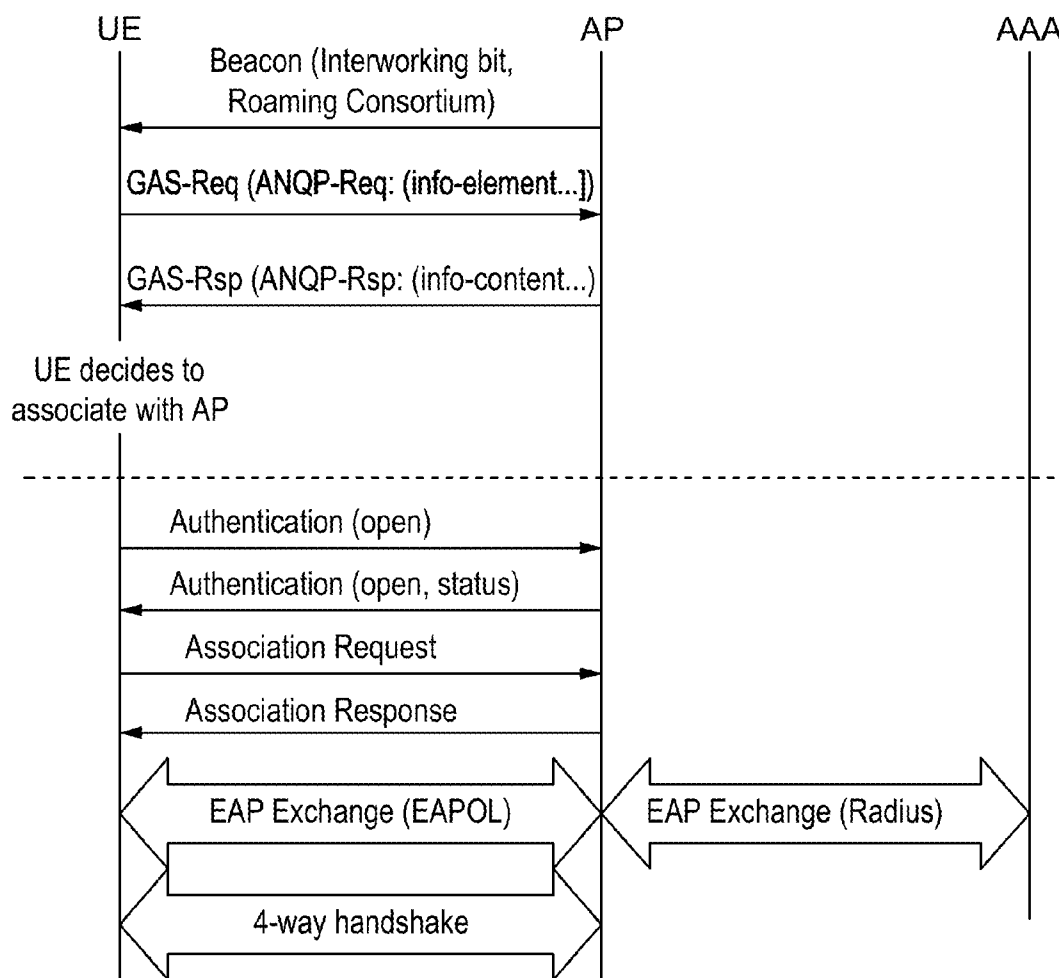 UE AP AAA
Beacon (Interworking bit,
Roaming Consortium)
GAS-Req (ANQP-Req: (info-element...])
GAS-Rsp (ANQP-Rsp: (info-content...)
UE decides to
associate with AP
Authentication (open)
Authentication (open, status)
Association Request
Association Response
EAP Exchange (EAPOL) EAP Exchange (Radius)
4-way handshake